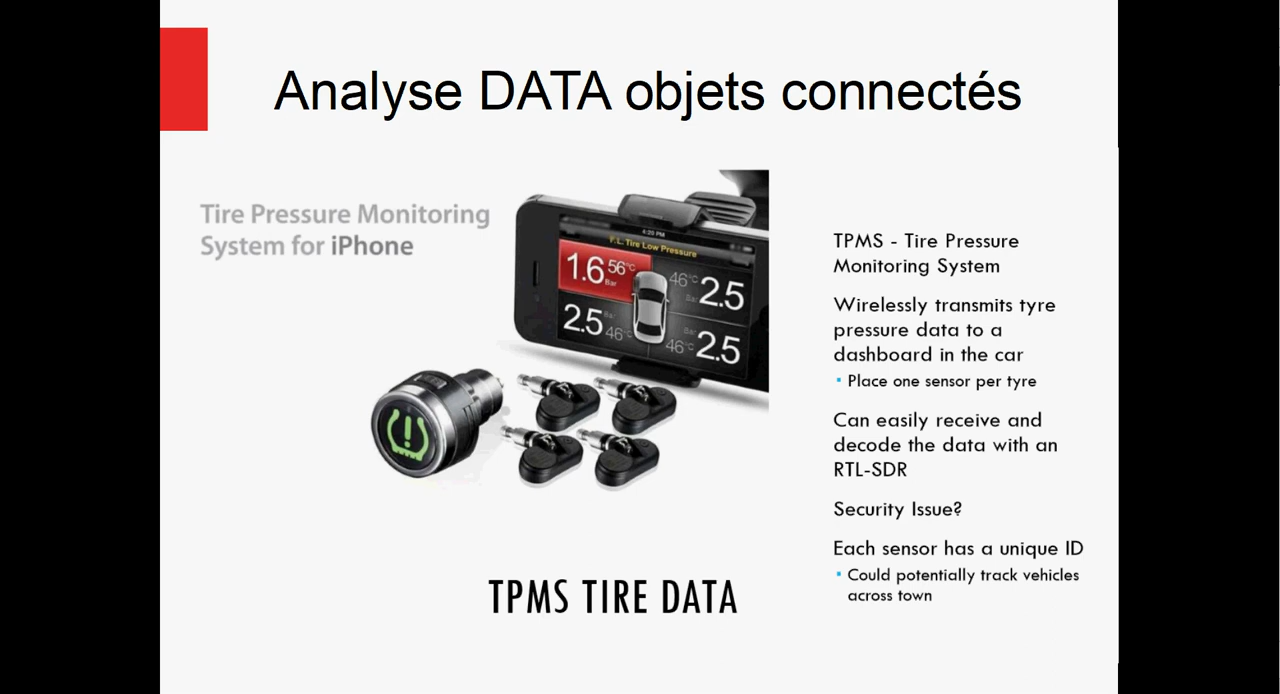 Analyse DATA objets connectés
Tire Pressure Monitoring
System for iPhone
6:20 PM
F.L. Tire Low Pressure
1.6 56°C
Bar
46°C 2.5
Bar
2.5 Bar
46°C
Bar 2.5
46°C
TPMS - Tire Pressure
Monitoring System
Wirelessly transmits tyre
pressure data to a
dashboard in the car
▪ Place one sensor per tyre
Can easily receive and
decode the data with an
RTL-SDR
Security Issue?
Each sensor has a unique ID
▪ Could potentially track vehicles
across town
TPMS TIRE DATA